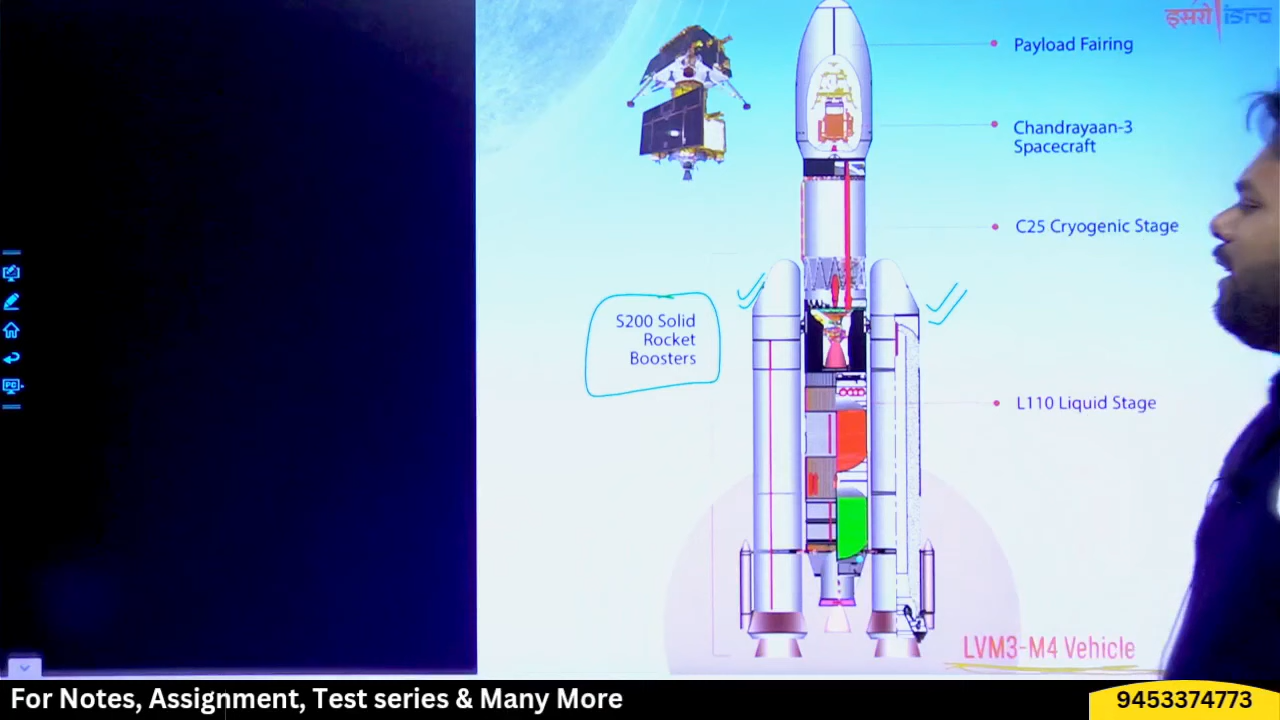 इसरो isro
Payload Fairing
Chandrayaan-3
Spacecraft
C25 Cryogenic Stage
S200 Solid
Rocket
Boosters
L110 Liquid Stage
LVM3-M4 Vehicle
PC
For Notes, Assignment, Test series & Many More
9453374773